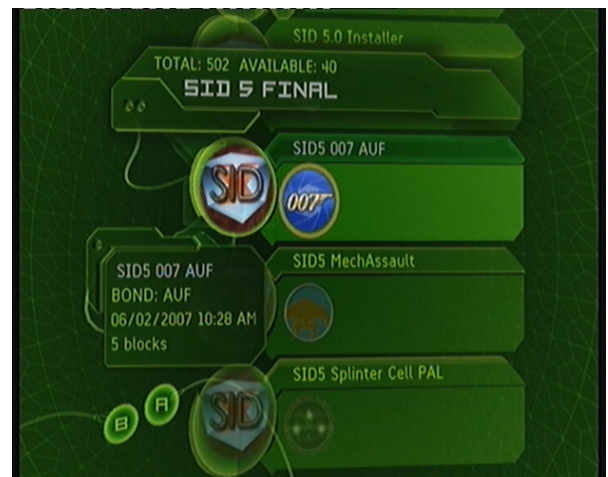 SID 5.0 Installer
TOTAL: 502 AVAILABLE: 40
SID 5 FINAL
SID5 007 AUF
SID
007
SID5 007 AUF
BOND: AUF
06/02/2007 10:28 AM
5 blocks
SID5 MechAssault
SID5 Splinter Cell PAL
SID
B
A